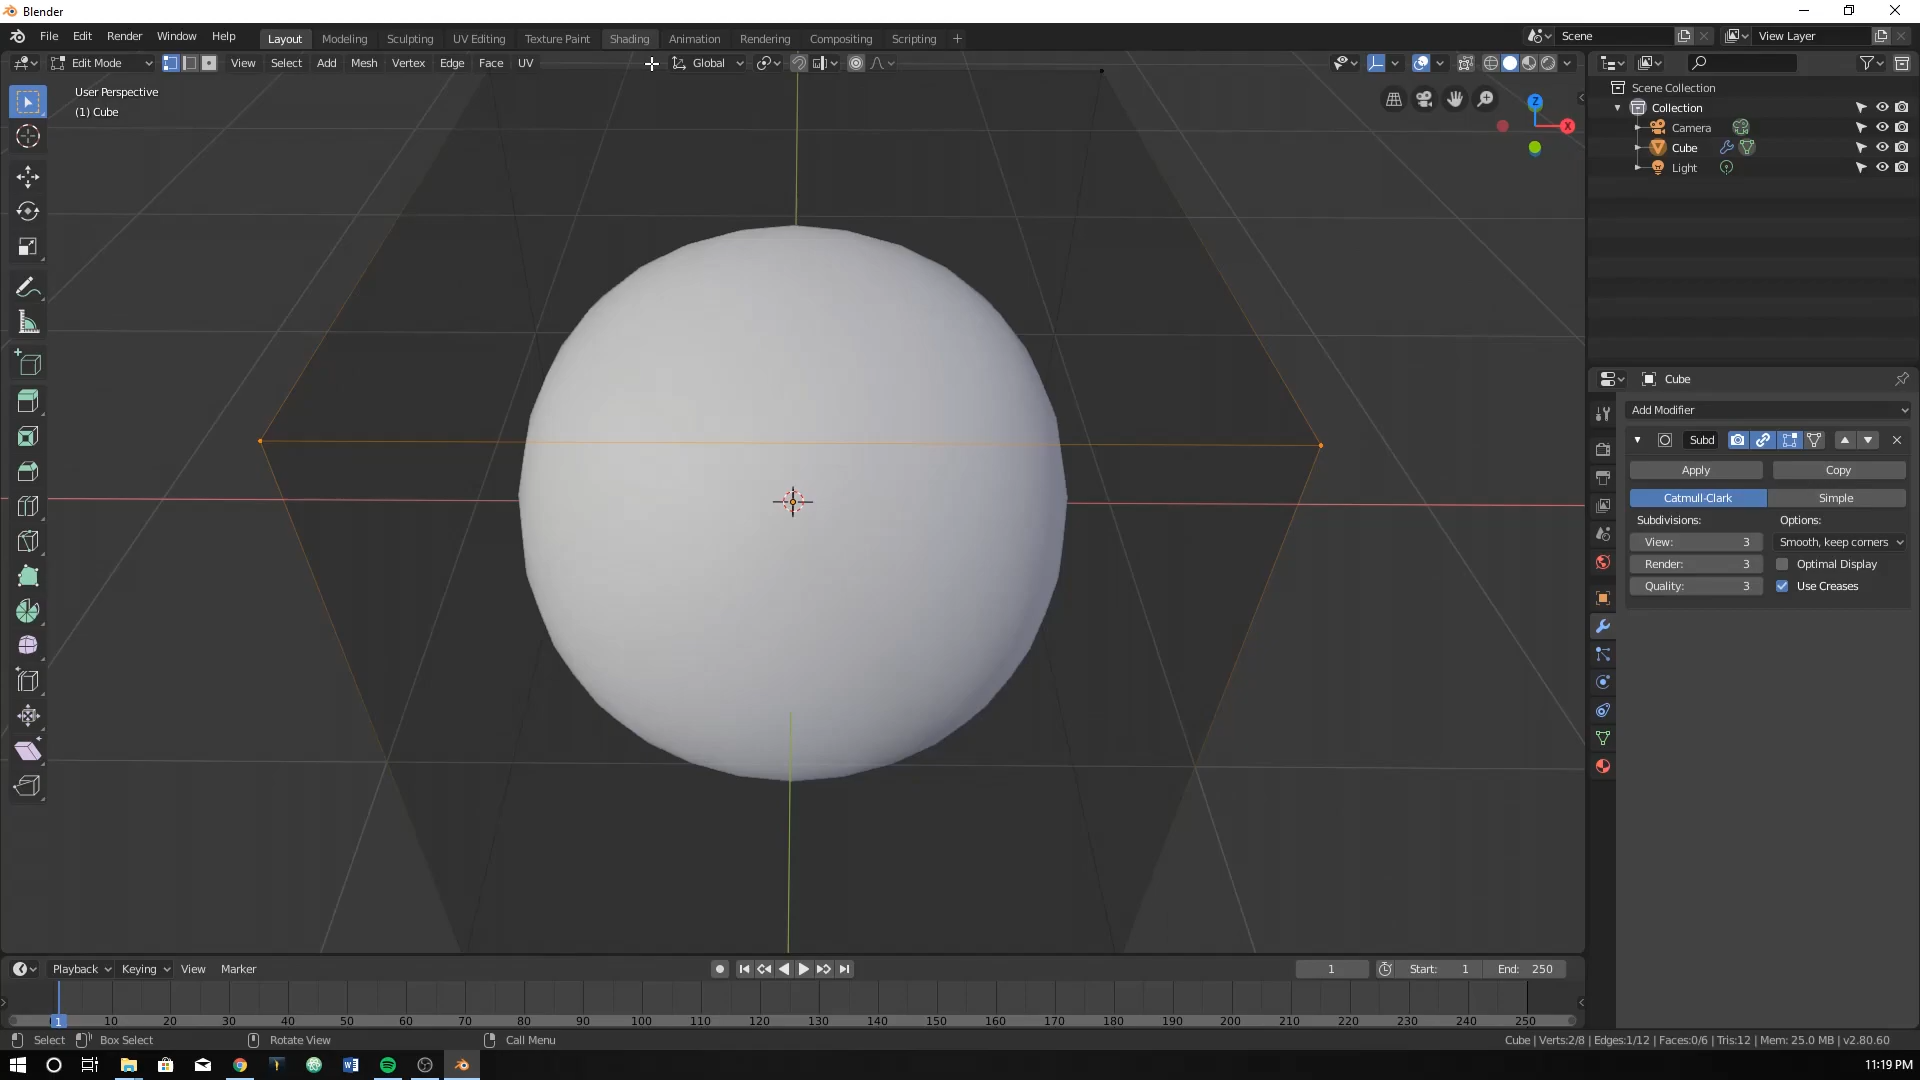 Blender
File Edit Render Window Help
Layout Modeling Sculpting UV Editing Texture Paint Shading Animation Rendering Compositing Scripting +
Scene
View Layer
Edit Mode View Select Add Mesh Vertex Edge Face UV
Global
User Perspective
(1) Cube
Z
X
Scene Collection
Collection
Camera
Cube
Light
Cube
Add Modifier
Subd
Apply Copy
Catmull-Clark Simple
Subdivisions: Options:
View: 3 Smooth, keep corners
Render: 3 Optimal Display
Quality: 3 Use Creases
Playback Keying View Marker
1 Start: 1 End: 250
1 10 20 30 40 50 60 70 80 90 100 110 120 130 140 150 160 170 180 190 200 210 220 230 240 250
Select Box Select Rotate View Call Menu
Cube | Verts:2/8 | Edges:1/12 | Faces:0/6 | Tris:12 | Mem: 25.0 MB | v2.80.60
11:19 PM